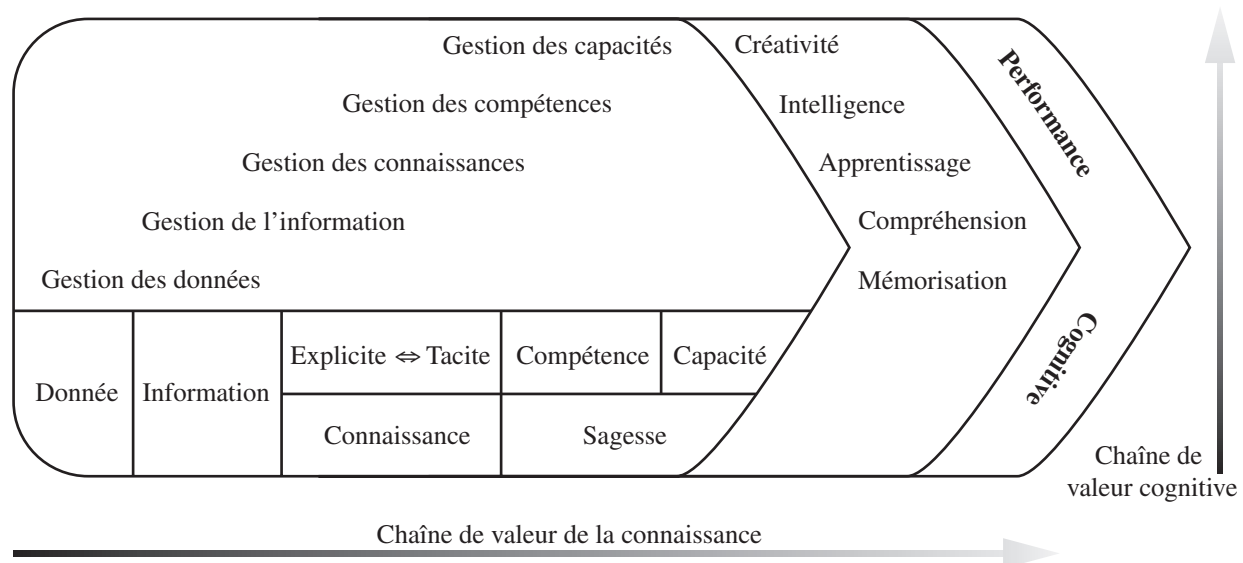 Gestion des capacités
Créativité
Gestion des compétences
Intelligence
Gestion des connaissances
Apprentissage
Gestion de l’information
Compréhension
Gestion des données
Mémorisation
Performance
Cognitive
Donnée
Information
Explicite ⇔ Tacite
Compétence
Capacité
Connaissance
Sagesse
Chaîne de
valeur cognitive
Chaîne de valeur de la connaissance